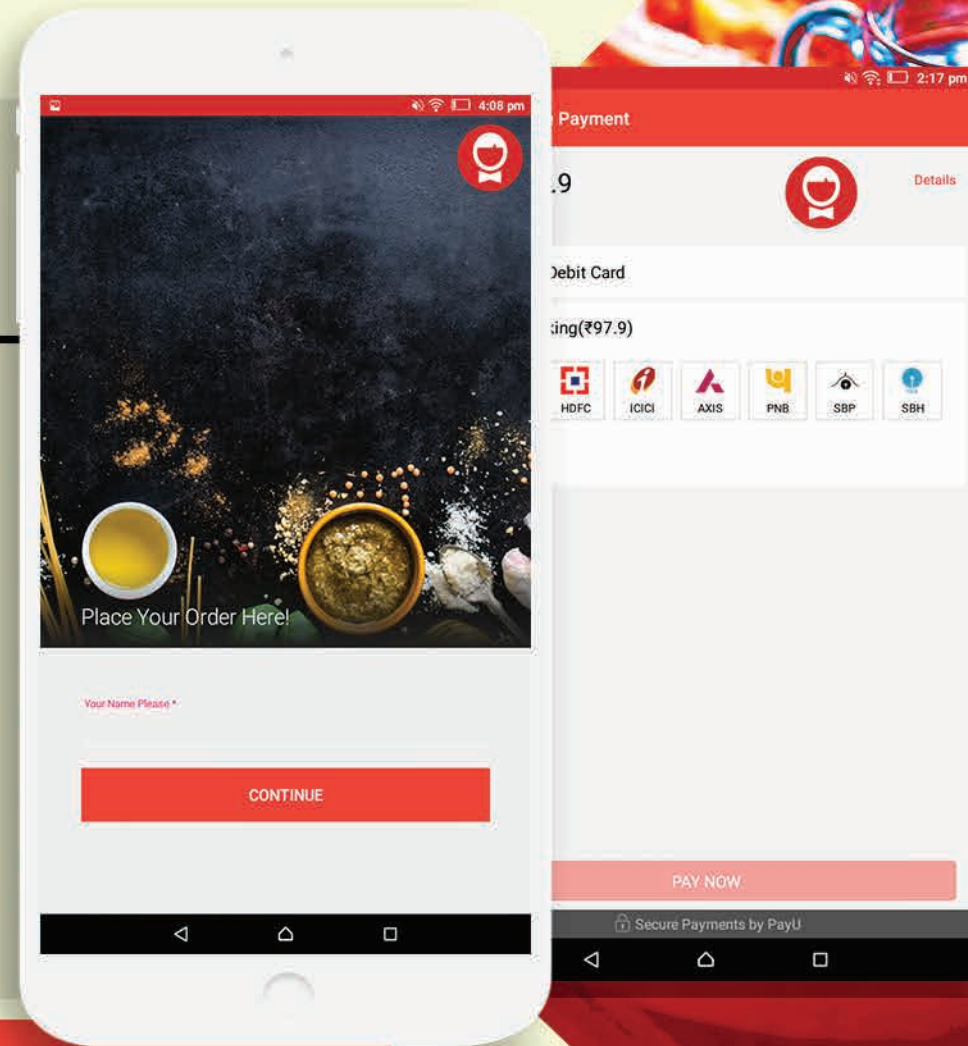 4:08 pm
Place Your Order Here!
Your Name Please *
CONTINUE
2:17 pm
Payment
.9
Details
Debit Card
king(₹97.9)
HDFC
ICICI
AXIS
PNB
SBP
SBH
PAY NOW
Secure Payments by PayU